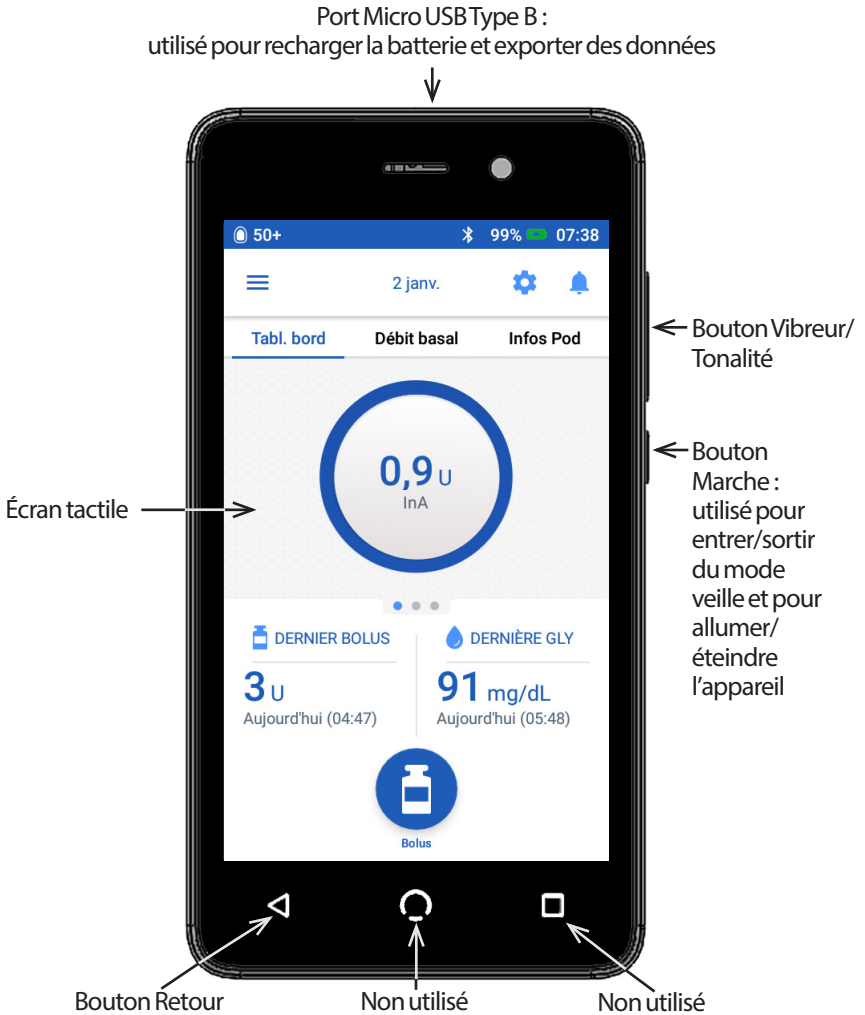 Port Micro USB Type B :
utilisé pour recharger la batterie et exporter des données
50+
99%
07:38
2 janv.
Tabl. bord
Débit basal
Infos Pod
Bouton Vibreur/
Tonalité
0,9 U
InA
Bouton
Marche :
utilisé pour
entrer/sortir
du mode
veille et pour
allumer/
éteindre
l'appareil
Écran tactile
DERNIER BOLUS
3 U
Aujourd'hui (04:47)
DERNIÈRE GLY
91 mg/dL
Aujourd'hui (05:48)
Bolus
Bouton Retour
Non utilisé
Non utilisé